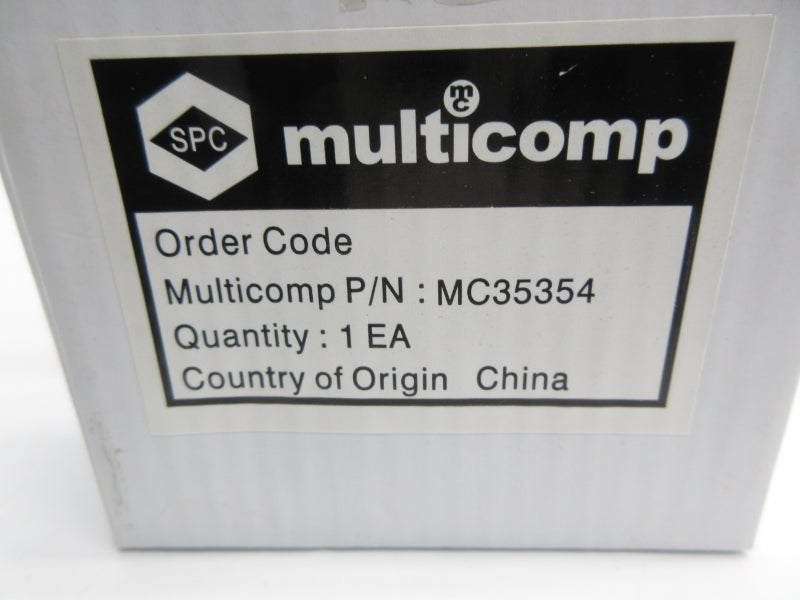 SPC
mc
multicomp
Order Code
Multicomp P/N : MC35354
Quantity : 1 EA
Country of Origin China